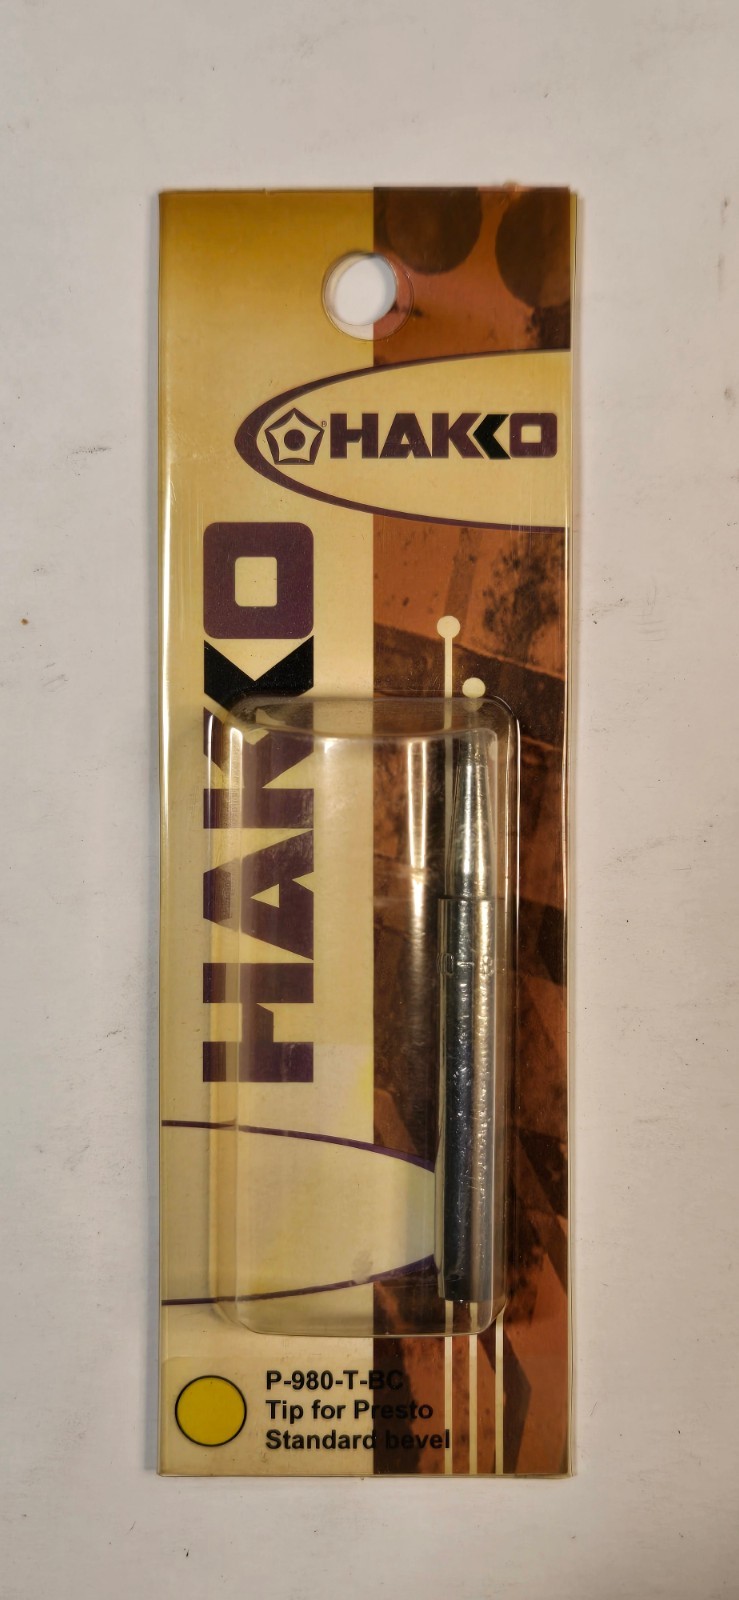 HAKKO
HAKKO
P-980-T-BC
Tip for Presto
Standard bevel